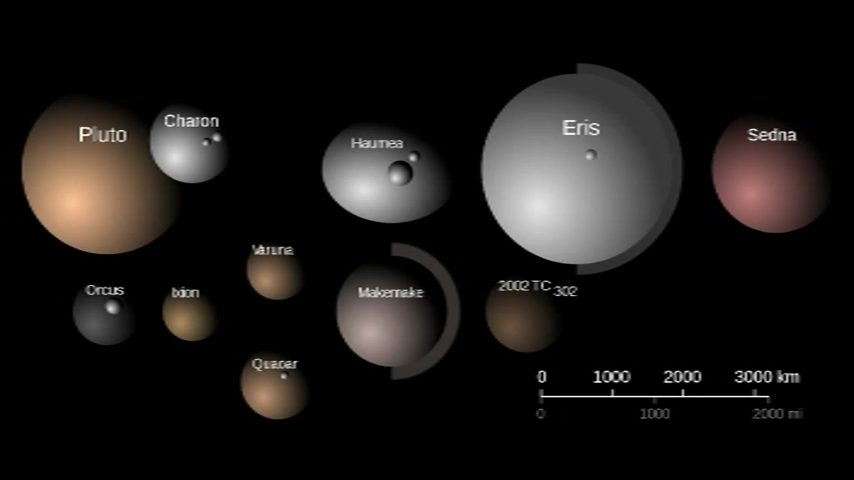 Pluto
Charon
Haumea
Eris
Sedna
Varuna
Orcus
Ixion
Makemake
2002 TC 302
Quaoar
0 1000 2000 3000 km
0 1000 2000 mi